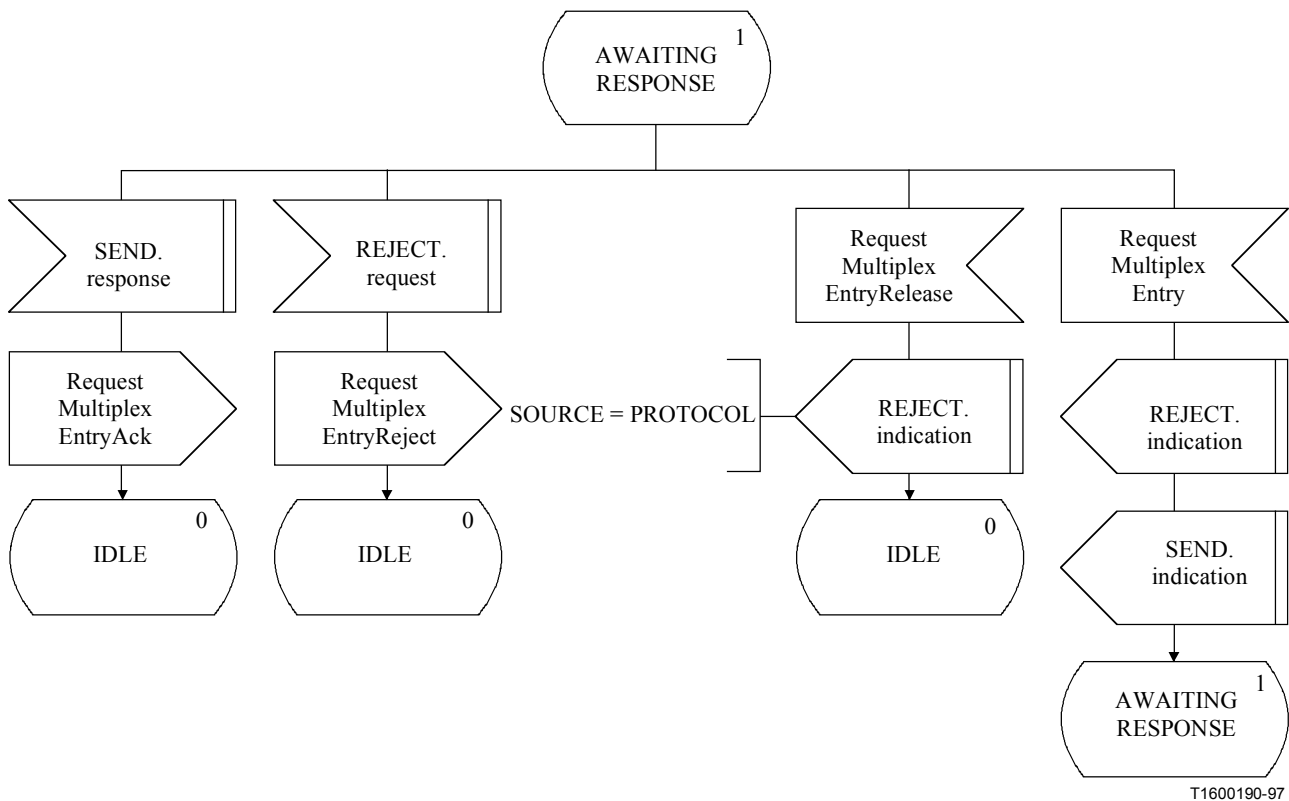 1
AWAITING
RESPONSE
SEND.
response
REJECT.
request
Request
Multiplex
EntryRelease
Request
Multiplex
Entry
Request
Multiplex
EntryAck
Request
Multiplex
EntryReject
SOURCE = PROTOCOL
REJECT.
indication
REJECT.
indication
0
IDLE
0
IDLE
0
IDLE
SEND.
indication
1
AWAITING
RESPONSE
T1600190-97